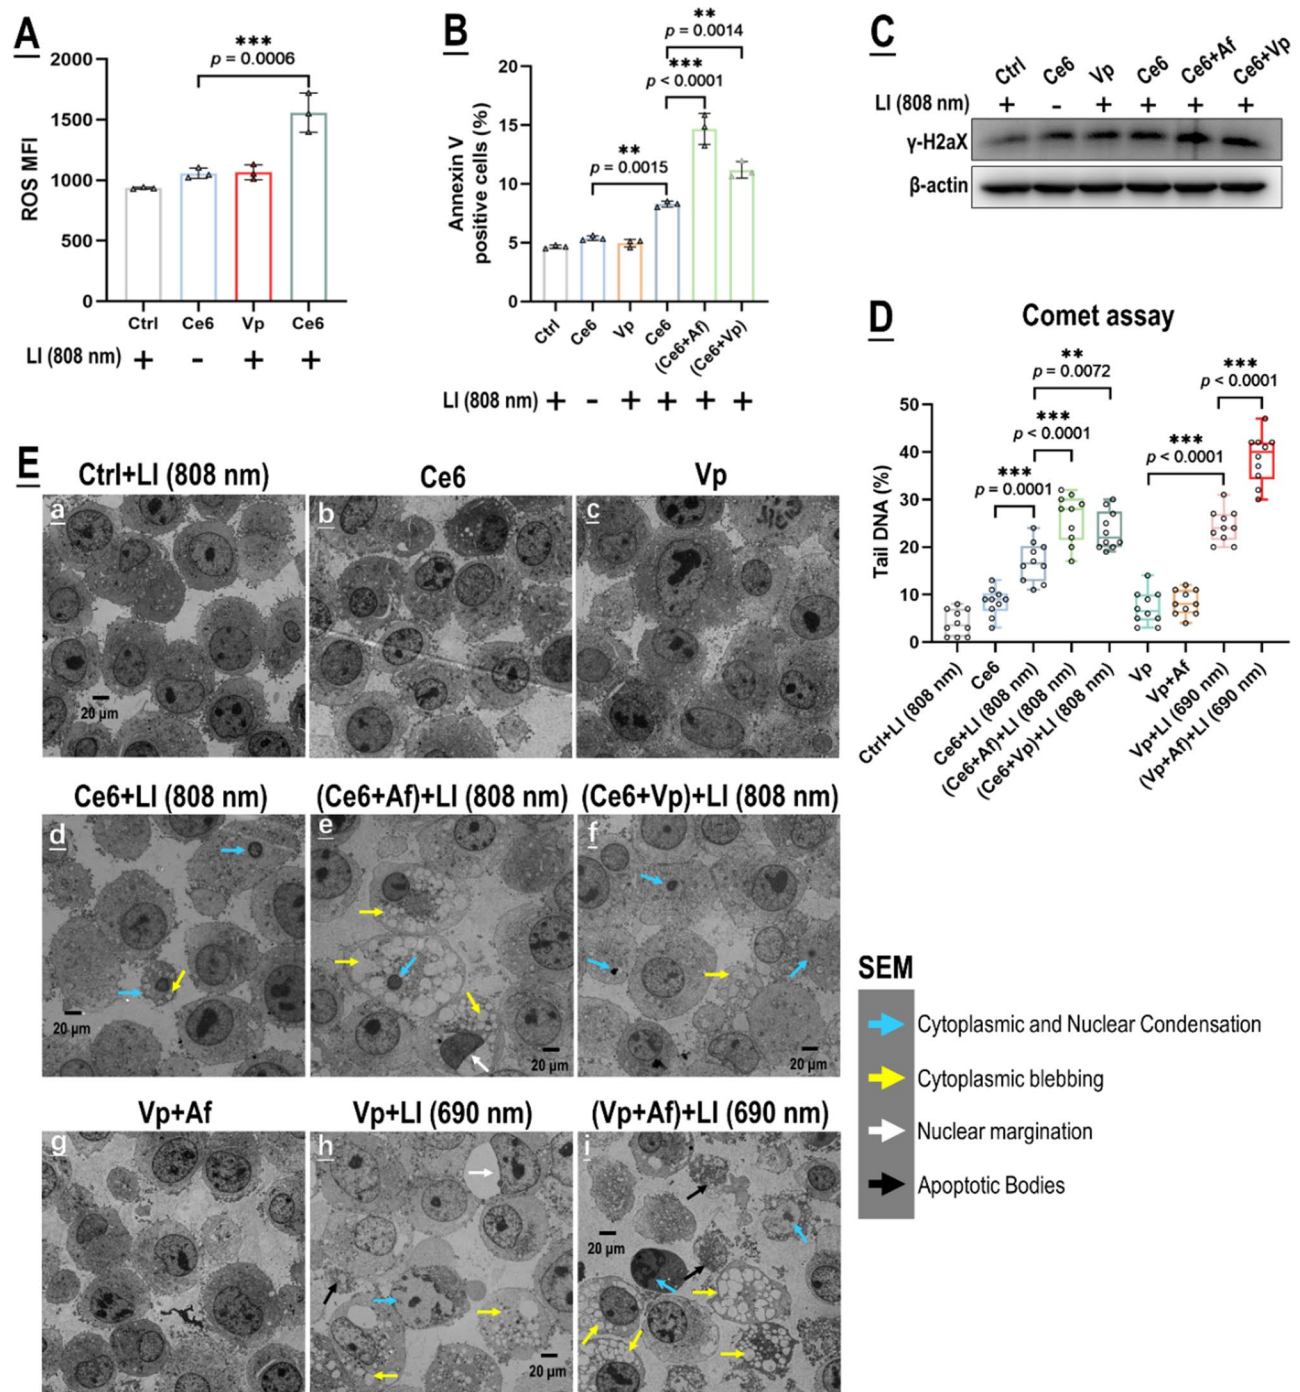 A
***
p = 0.0006
2000
1500
1000
500
0
ROS MFI
Ctrl Ce6 Vp Ce6
LI (808 nm) + - + +
B
**
p = 0.0014
***
p < 0.0001
**
p = 0.0015
20
15
10
5
0
Annexin V
positive cells (%)
Ctrl Ce6 Vp Ce6 (Ce6+Af) (Ce6+Vp)
LI (808 nm) + - + + + +
C
Ctrl Ce6 Vp Ce6 Ce6+Af Ce6+Vp
LI (808 nm) + - + + + +
γ-H2aX
β-actin
D
Comet assay
**
p = 0.0072
***
p < 0.0001
***
p < 0.0001
***
p = 0.0001
***
p < 0.0001
50
40
30
20
10
0
Tail DNA (%)
Ctrl+LI (808 nm)
Ce6
Ce6+LI (808 nm)
(Ce6+Af)+LI (808 nm)
(Ce6+Vp)+LI (808 nm)
Vp
Vp+Af
Vp+LI (690 nm)
(Vp+Af)+LI (690 nm)
E
Ctrl+LI (808 nm) Ce6 Vp
a b c
20 μm
Ce6+LI (808 nm) (Ce6+Af)+LI (808 nm) (Ce6+Vp)+LI (808 nm)
d e f
20 μm 20 μm 20 μm
Vp+Af Vp+LI (690 nm) (Vp+Af)+LI (690 nm)
g h i
20 μm
20 μm
SEM
Cytoplasmic and Nuclear Condensation
Cytoplasmic blebbing
Nuclear margination
Apoptotic Bodies